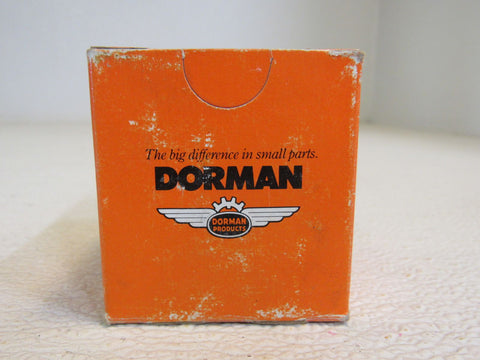 The big difference in small parts.
DORMAN
DORMAN
PRODUCTS